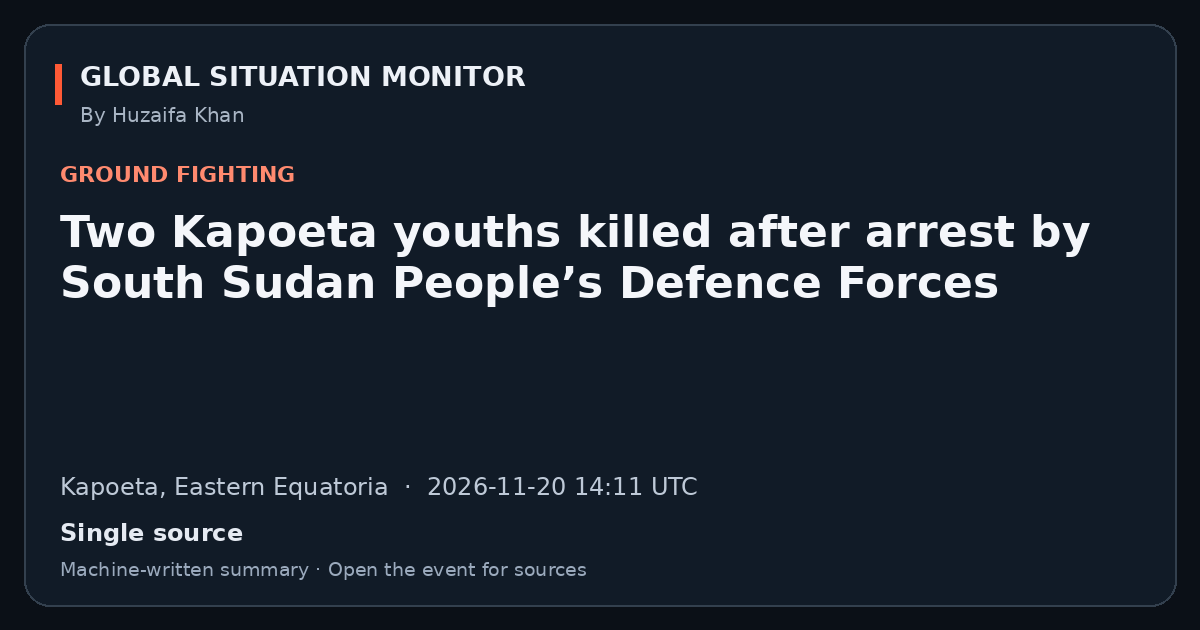 GLOBAL SITUATION MONITOR
By Huzaifa Khan
GROUND FIGHTING
Two Kapoeta youths killed after arrest by
South Sudan People’s Defence Forces
Kapoeta, Eastern Equatoria · 2026-11-20 14:11 UTC
Single source
Machine-written summary · Open the event for sources